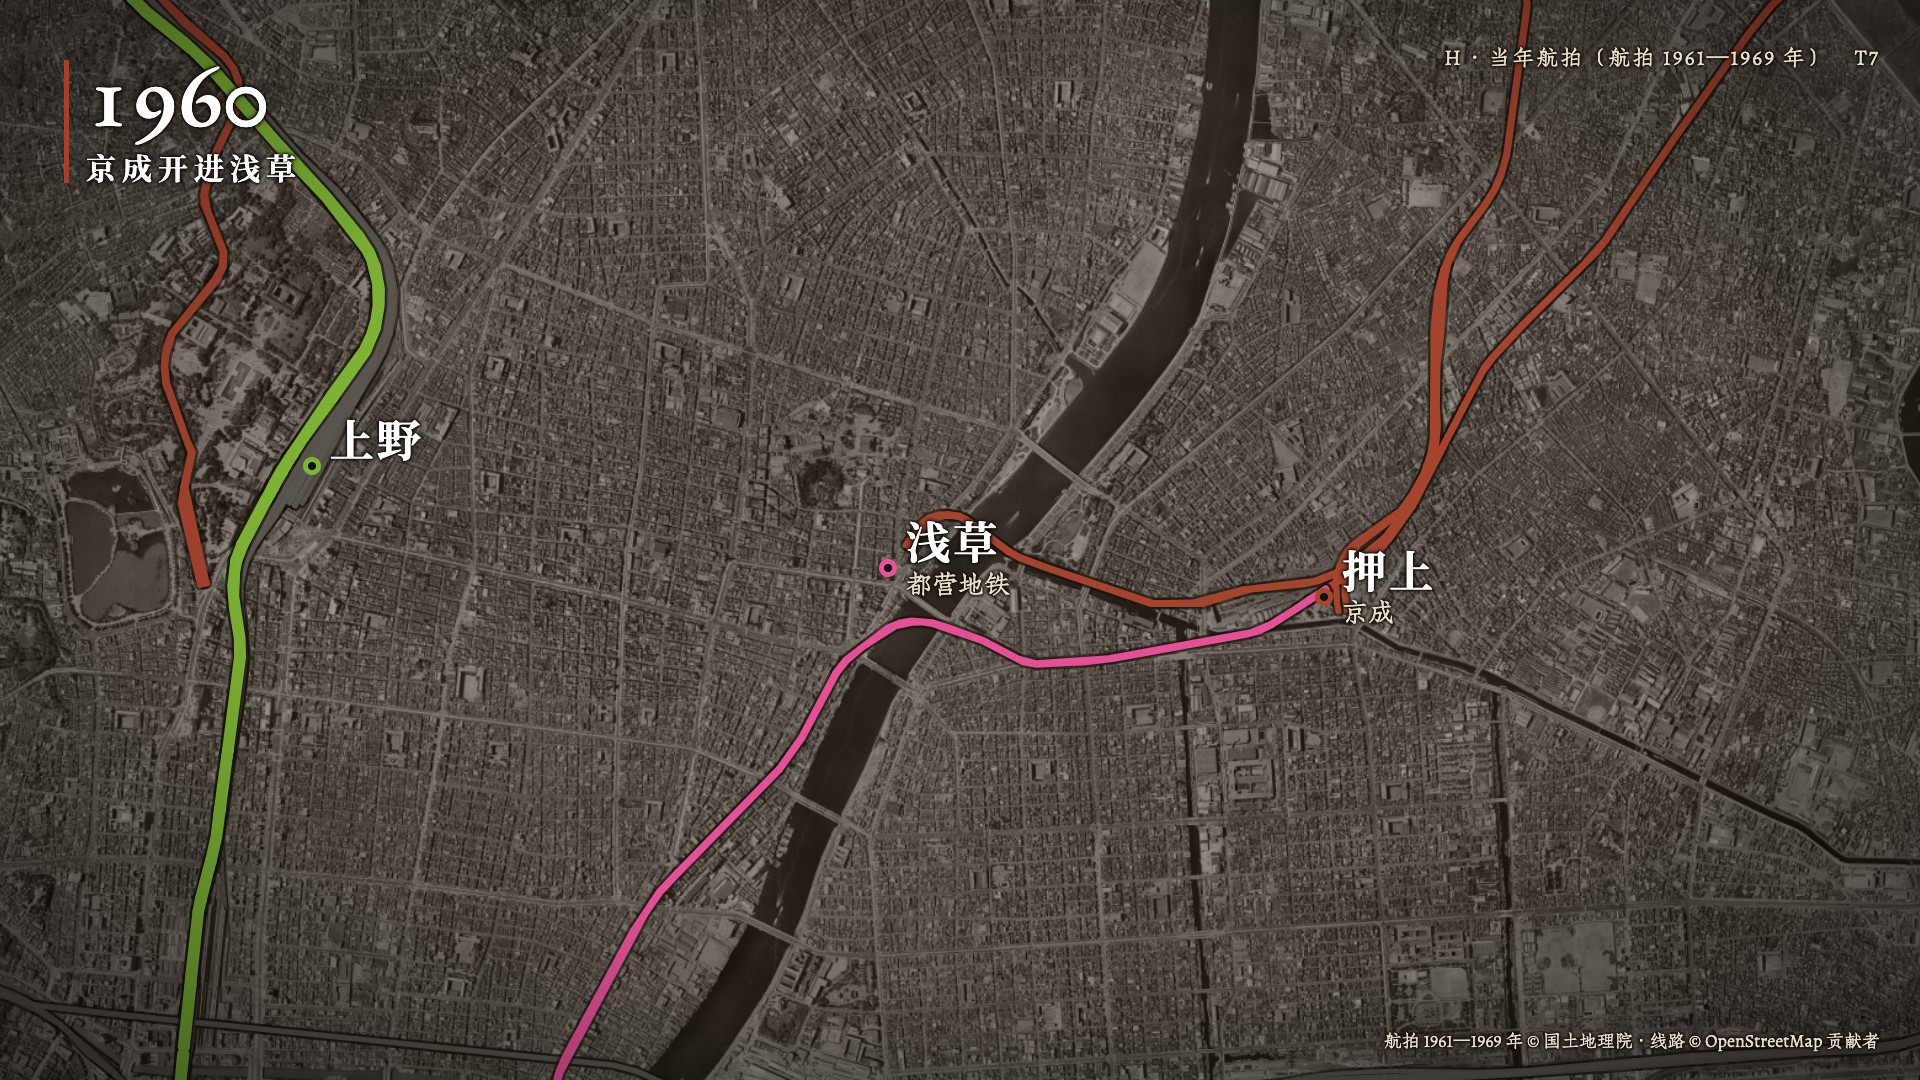 1960
京成开进浅草
H · 当年航拍（航拍 1961—1969 年） T7
上野
浅草
都营地铁
押上
京成
航拍 1961—1969 年 © 国土地理院 · 线路 © OpenStreetMap 贡献者